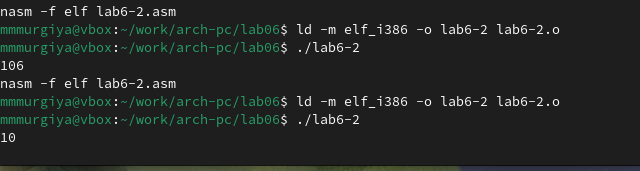 nasm -f elf lab6-2.asm
mmmurgiya@vbox:~/work/arch-pc/lab06$ ld -m elf_i386 -o lab6-2 lab6-2.o
mmmurgiya@vbox:~/work/arch-pc/lab06$ ./lab6-2
106
nasm -f elf lab6-2.asm
mmmurgiya@vbox:~/work/arch-pc/lab06$ ld -m elf_i386 -o lab6-2 lab6-2.o
mmmurgiya@vbox:~/work/arch-pc/lab06$ ./lab6-2
10